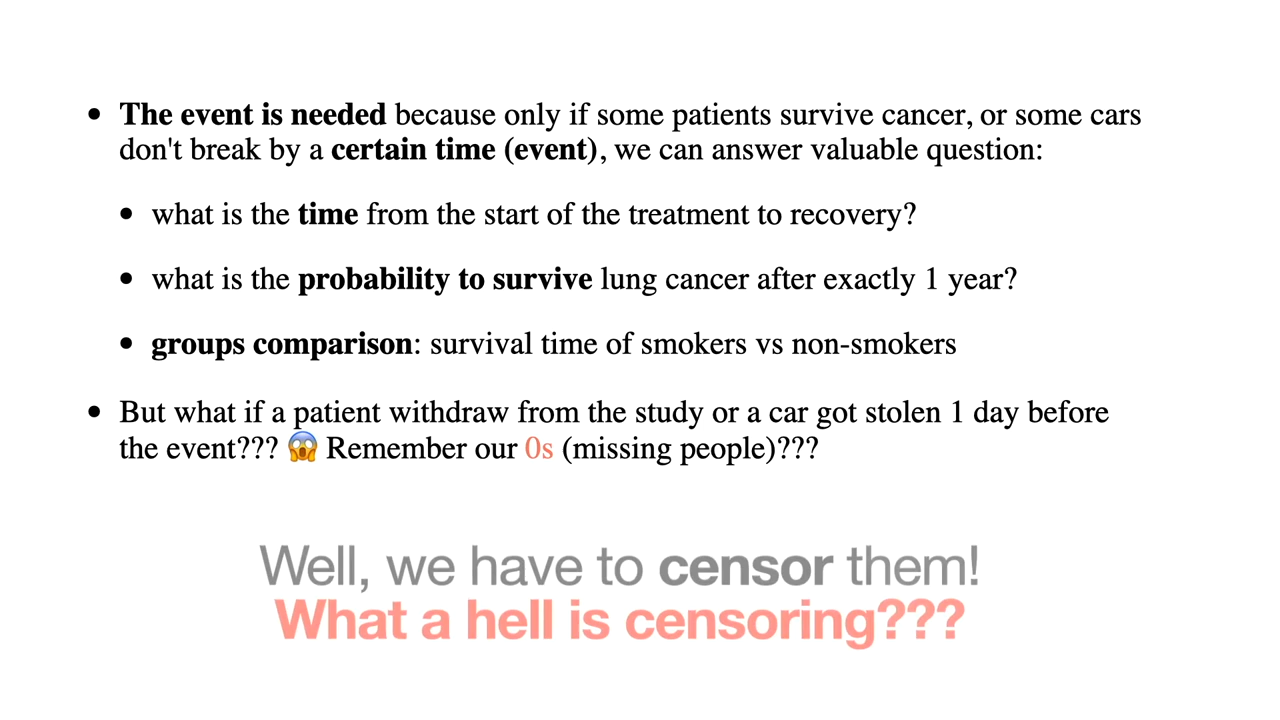 • The event is needed because only if some patients survive cancer, or some cars
don't break by a certain time (event), we can answer valuable question:
• what is the time from the start of the treatment to recovery?
• what is the probability to survive lung cancer after exactly 1 year?
• groups comparison: survival time of smokers vs non-smokers
• But what if a patient withdraw from the study or a car got stolen 1 day before
the event??? 😱 Remember our 0s (missing people)???
Well, we have to censor them!
What a hell is censoring???